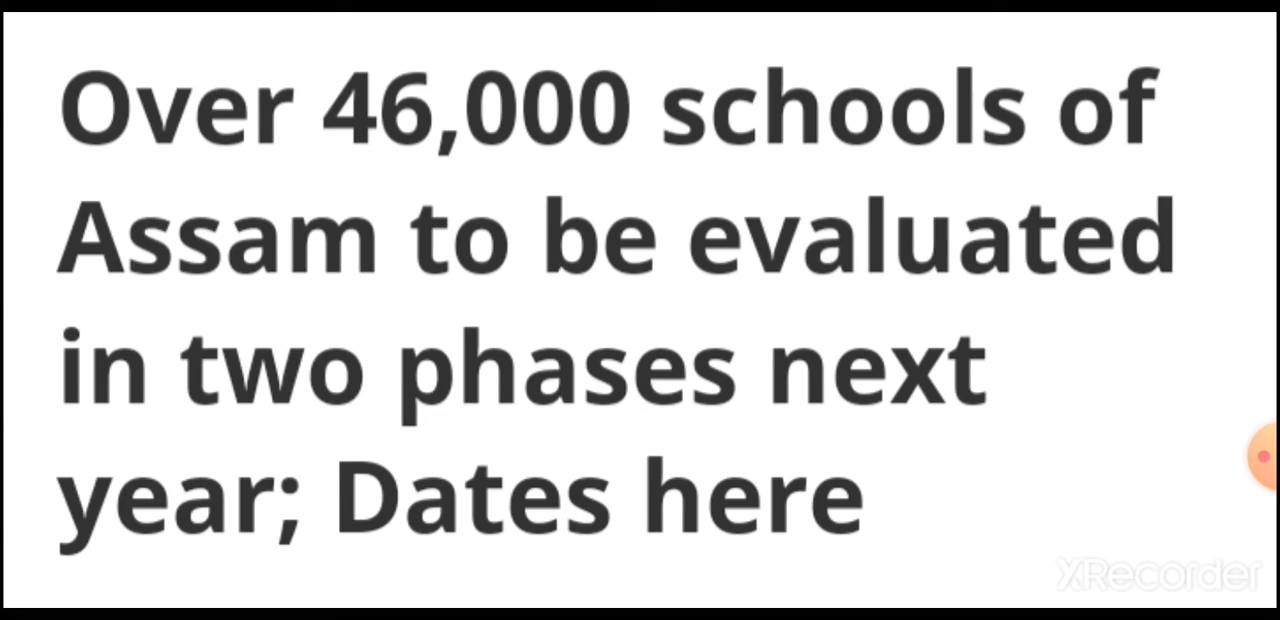 Over 46,000 schools of
Assam to be evaluated
in two phases next
year; Dates here
XRecorder